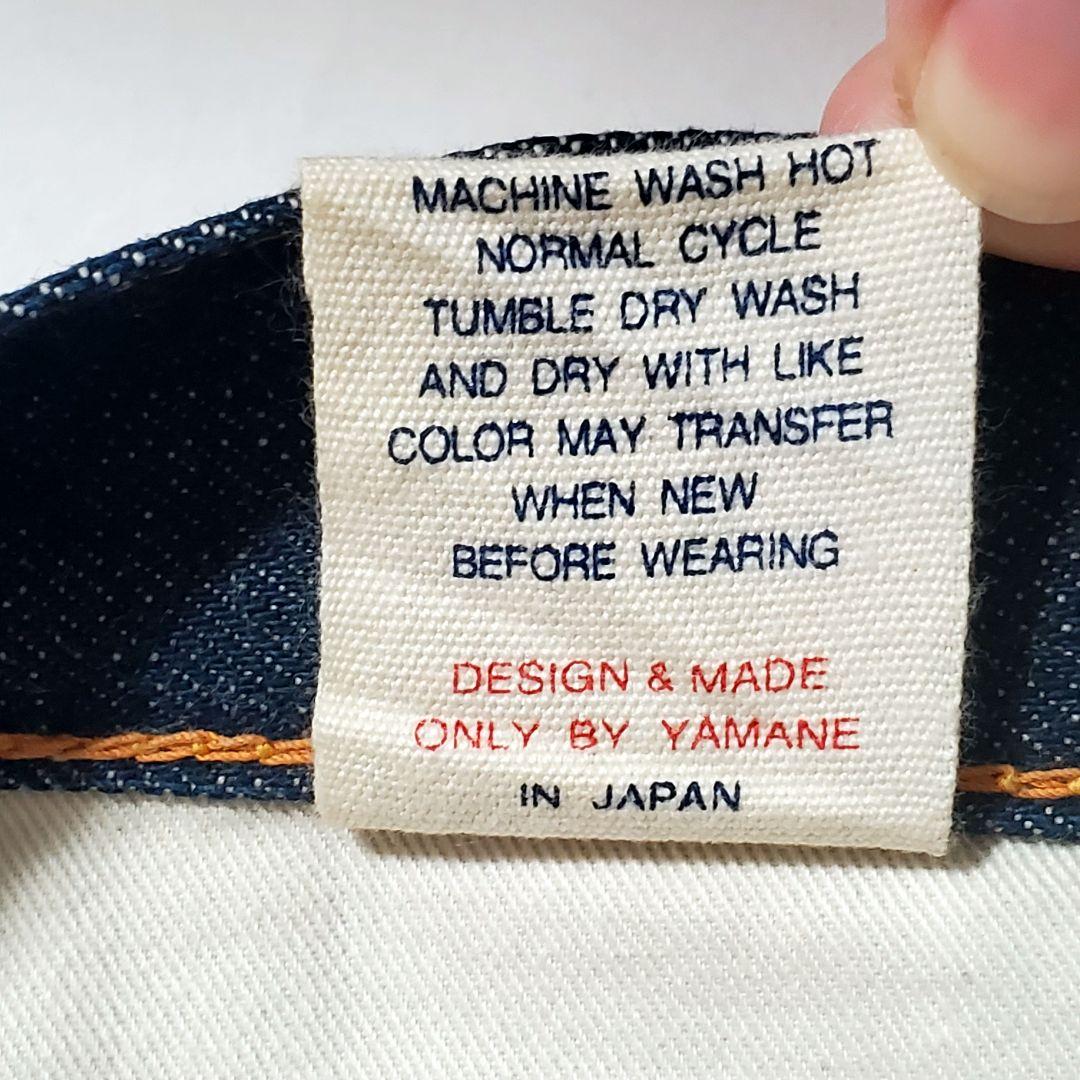 MACHINE WASH HOT
NORMAL CYCLE
TUMBLE DRY WASH
AND DRY WITH LIKE
COLOR MAY TRANSFER
WHEN NEW
BEFORE WEARING
DESIGN & MADE
ONLY BY YAMANE
IN JAPAN